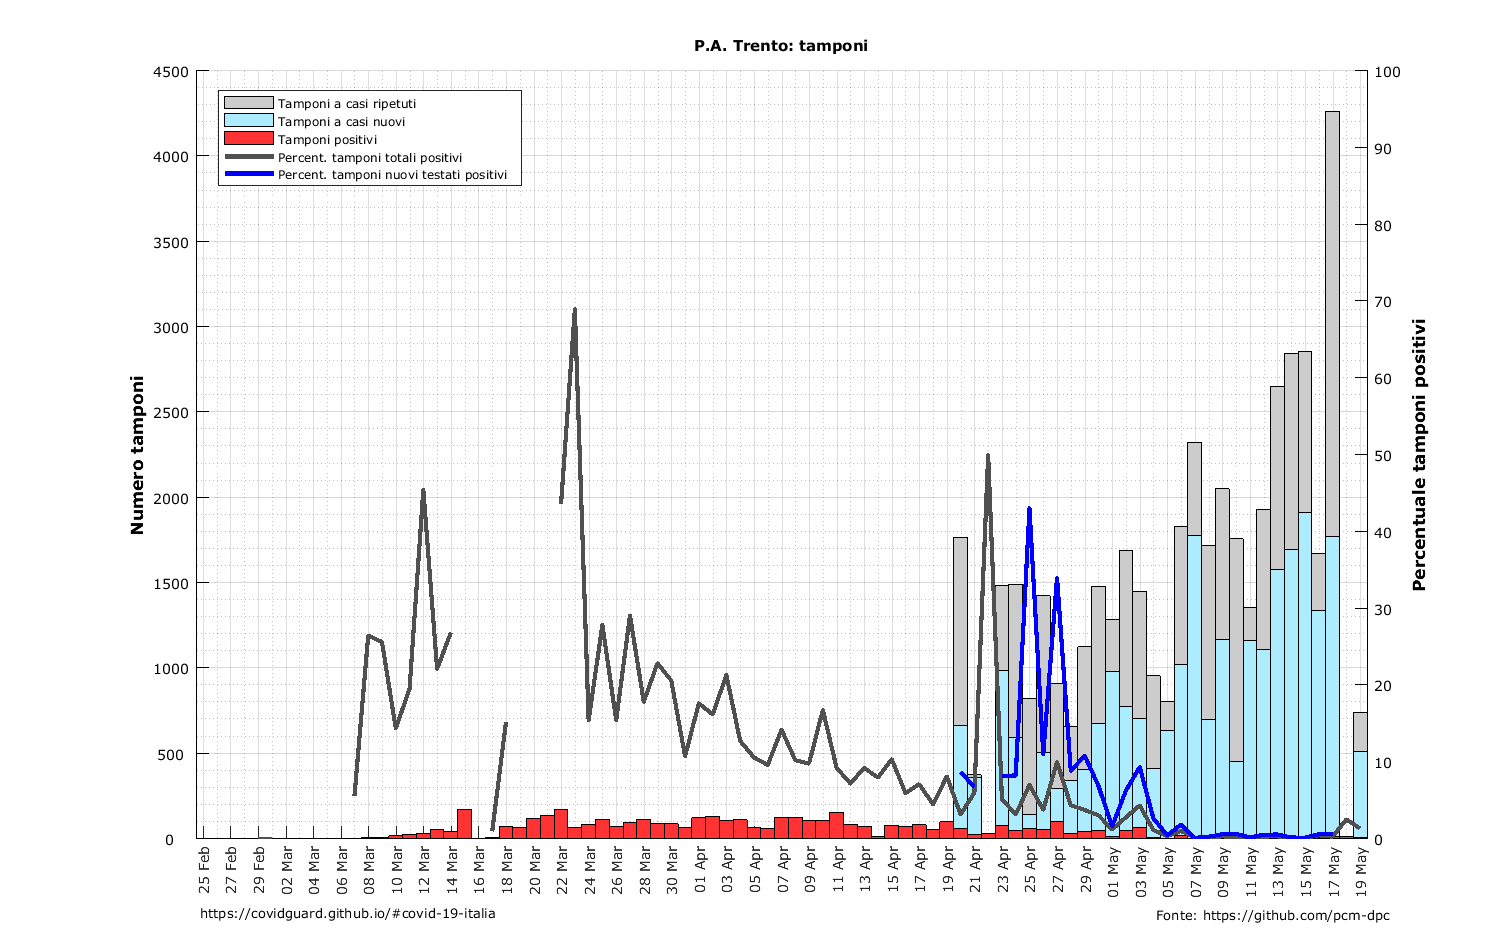 P.A. Trento: tamponi
Tamponi a casi ripetuti
Tamponi a casi nuovi
Tamponi positivi
Percent. tamponi totali positivi
Percent. tamponi nuovi testati positivi
Numero tamponi
4500
4000
3500
3000
2500
2000
1500
1000
500
0
Percentuale tamponi positivi
100
90
80
70
60
50
40
30
20
10
0
25 Feb
27 Feb
29 Feb
02 Mar
04 Mar
06 Mar
08 Mar
10 Mar
12 Mar
14 Mar
16 Mar
18 Mar
20 Mar
22 Mar
24 Mar
26 Mar
28 Mar
30 Mar
01 Apr
03 Apr
05 Apr
07 Apr
09 Apr
11 Apr
13 Apr
15 Apr
17 Apr
19 Apr
21 Apr
23 Apr
25 Apr
27 Apr
29 Apr
01 May
03 May
05 May
07 May
09 May
11 May
13 May
15 May
17 May
19 May
https://covidguard.github.io/#covid-19-italia
Fonte: https://github.com/pcm-dpc